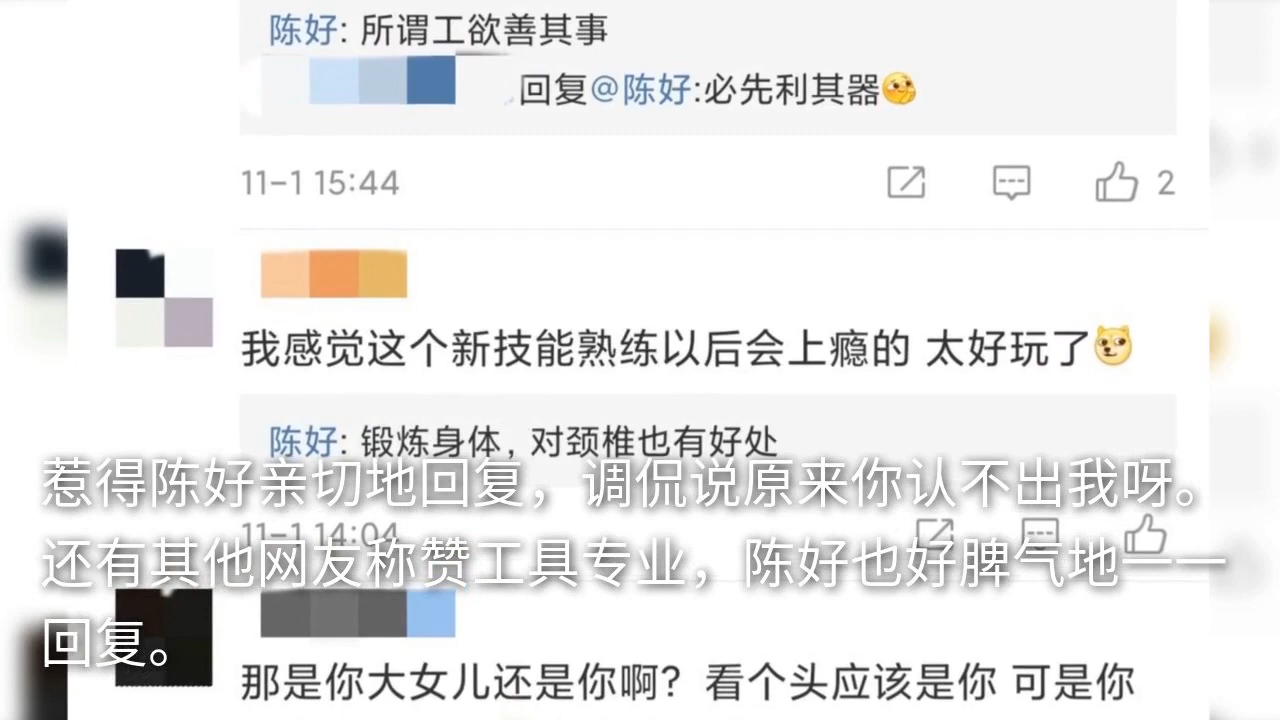 陈好: 所谓工欲善其事
回复@陈好:必先利其器
11-1 15:44
2
我感觉这个新技能熟练以后会上瘾的 太好玩了
陈好: 锻炼身体，对颈椎也有好处
惹得陈好亲切地回复，调侃说原来你认不出我呀。
11-1 14:04
还有其他网友称赞工具专业，陈好也好脾气地一一
回复。
那是你大女儿还是你啊？看个头应该是你 可是你